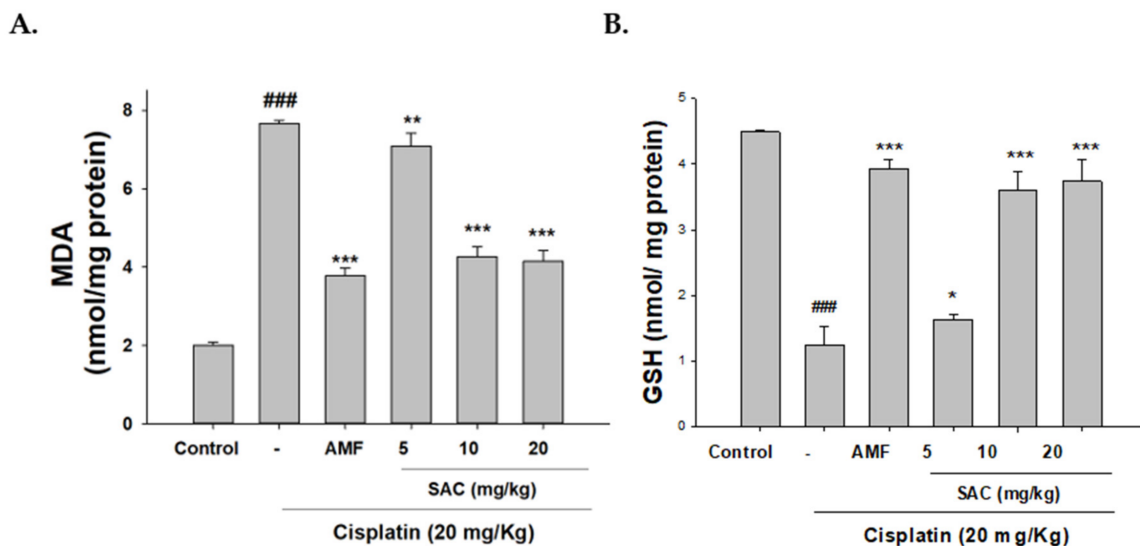 A.
MDA
(nmol/mg protein)
8
6
4
2
0
###
***
**
***
***
Control - AMF 5 10 20
SAC (mg/kg)
Cisplatin (20 mg/Kg)
B.
GSH (nmol/ mg protein)
5
4
3
2
1
0
###
***
*
***
***
Control - AMF 5 10 20
SAC (mg/kg)
Cisplatin (20 mg/Kg)